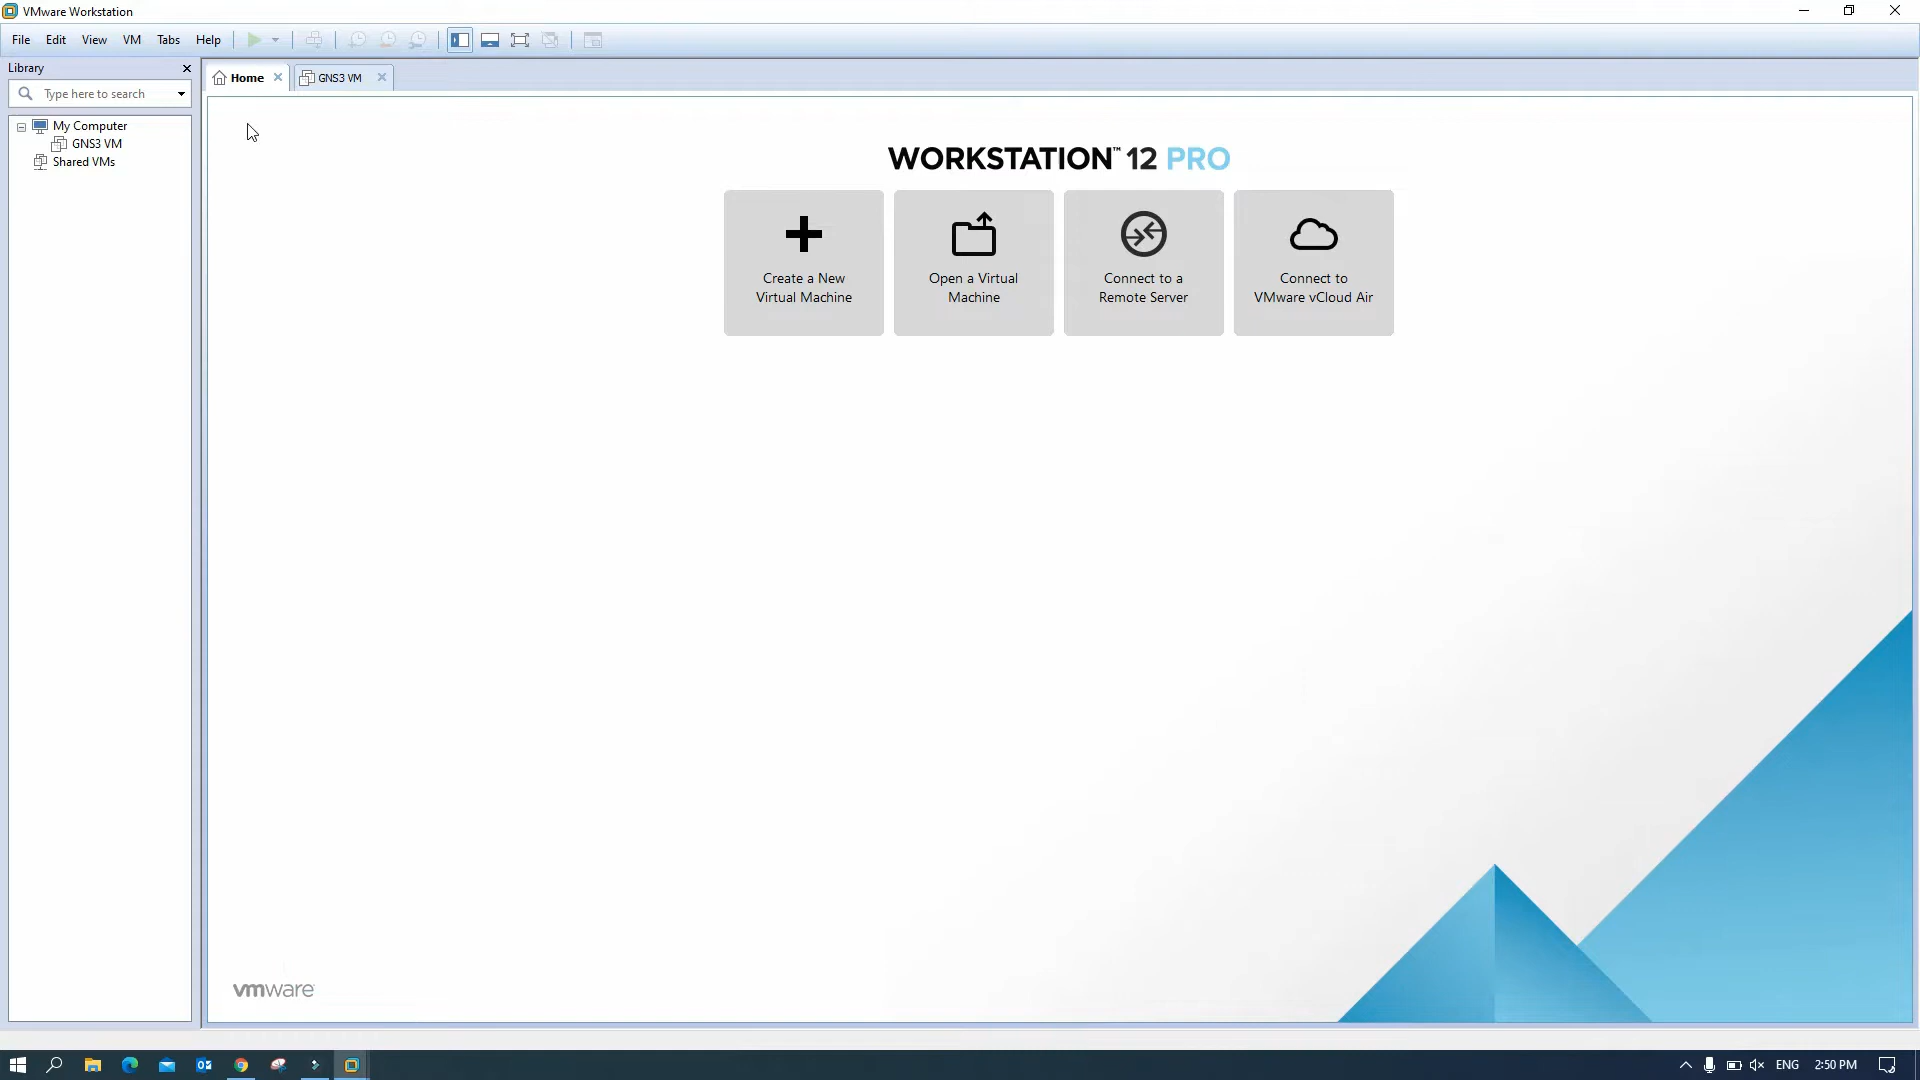 VMware Workstation
File Edit View VM Tabs Help
Library
Type here to search
My Computer
GNS3 VM
Shared VMs
Home
GNS3 VM
WORKSTATION™ 12 PRO
Create a New
Virtual Machine
Open a Virtual
Machine
Connect to a
Remote Server
Connect to
VMware vCloud Air
vmware
ENG
2:50 PM